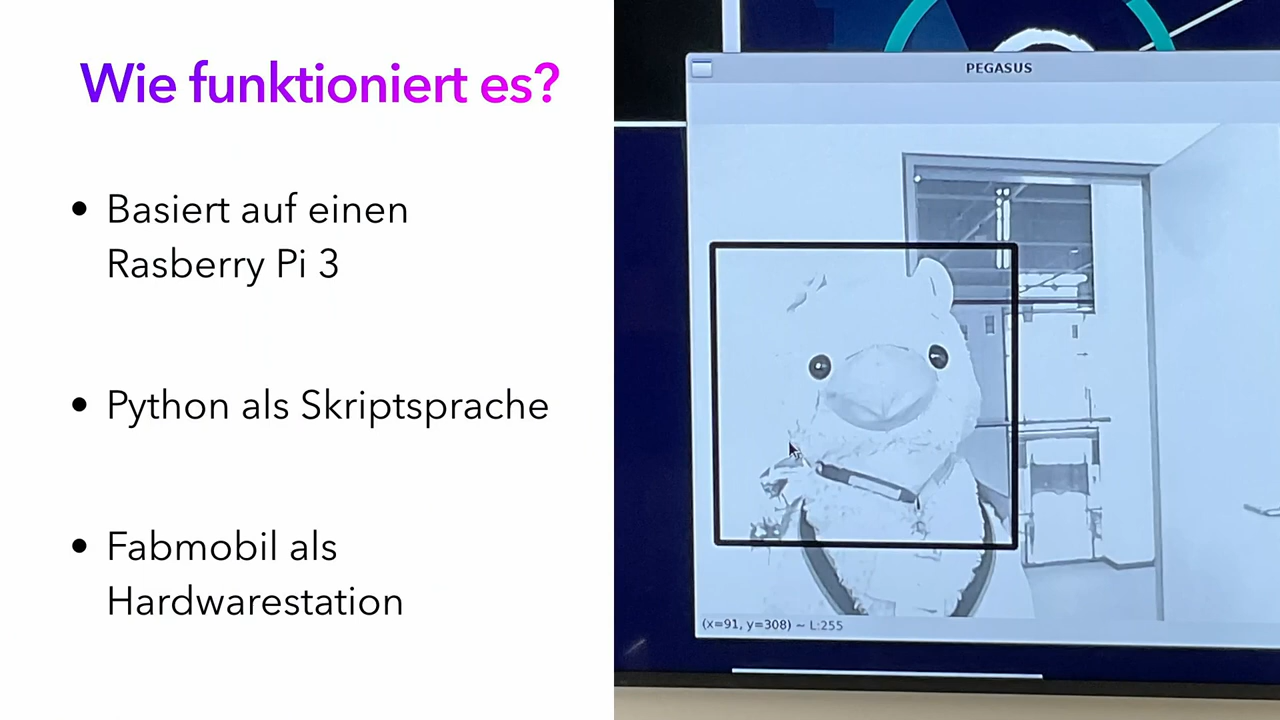 Wie funktioniert es?
• Basiert auf einen
Rasberry Pi 3
• Python als Skriptsprache
• Fabmobil als
Hardwarestation
PEGASUS
(x=91, y=308) ~ L:255